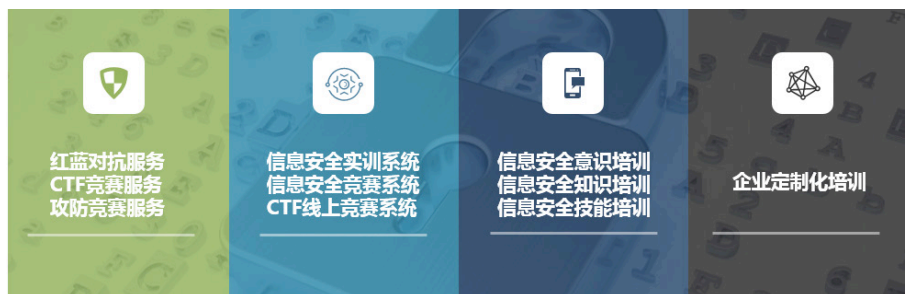 红蓝对抗服务
CTF竞赛服务
攻防竞赛服务
信息安全实训系统
信息安全竞赛系统
CTF线上竞赛系统
信息安全意识培训
信息安全知识培训
信息安全技能培训
企业定制化培训